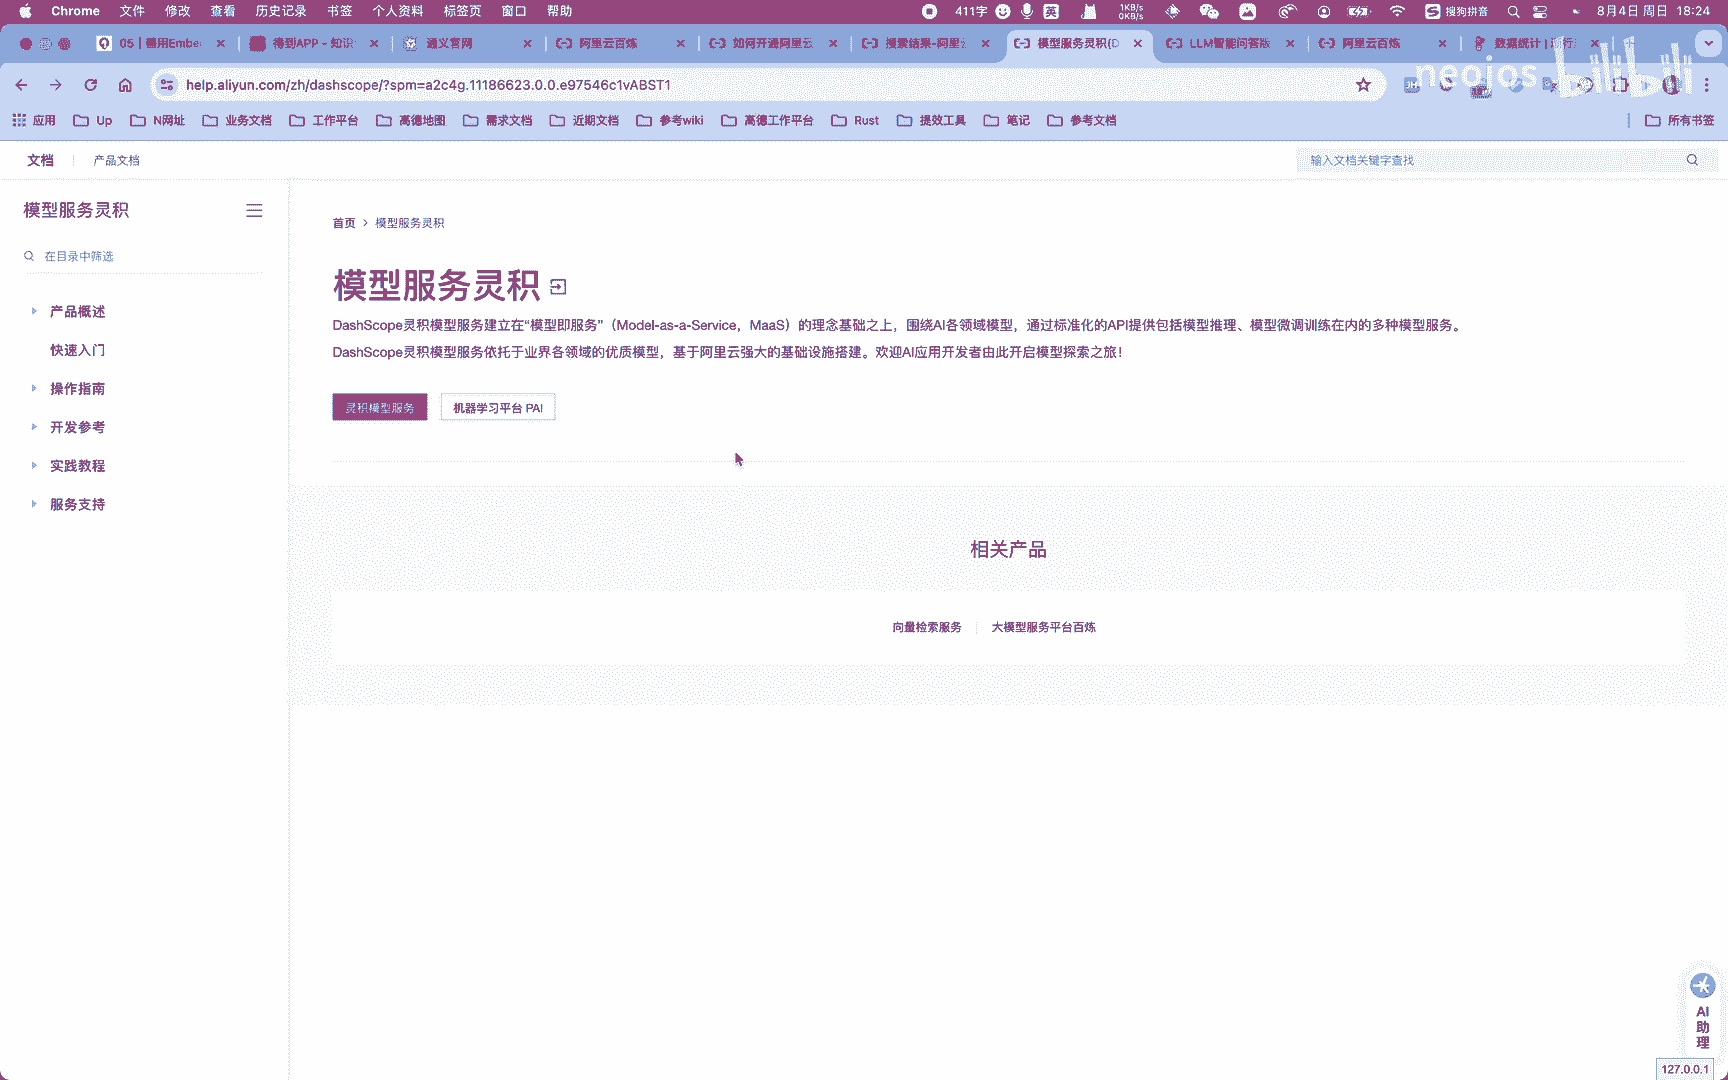 Chrome 文件 修改 查看 历史记录 书签 个人资料 标签页 窗口 帮助 411字 英 1KB/s 0KB/s 搜狗拼音 8月4日 周日 18:24
05 | 善用Embe 得到APP - 知识 通义官网 阿里云百炼 如何开通阿里云 搜索结果-阿里 模型服务灵积(D LLM智能问答版 阿里云百炼 数据统计 |
help.aliyun.com/zh/dashscope/?spm=a2c4g.11186623.0.0.e97546c1vABST1
neojos bilibili
应用 Up N网址 业务文档 工作平台 高德地图 需求文档 近期文档 参考wiki 高德工作平台 Rust 提效工具 笔记 参考文档 所有书签
文档 产品文档 输入文档关键字查找
模型服务灵积
在目录中筛选
产品概述
快速入门
操作指南
开发参考
实践教程
服务支持
首页 > 模型服务灵积
模型服务灵积
DashScope灵积模型服务建立在“模型即服务”（Model-as-a-Service，MaaS）的理念基础之上，围绕AI各领域模型，通过标准化的API提供包括模型推理、模型微调训练在内的多种模型服务。
DashScope灵积模型服务依托于业界各领域的优质模型，基于阿里云强大的基础设施搭建。欢迎AI应用开发者由此开启模型探索之旅！
灵积模型服务 机器学习平台 PAI
相关产品
向量检索服务 大模型服务平台百炼
AI
助
理
127.0.0.1